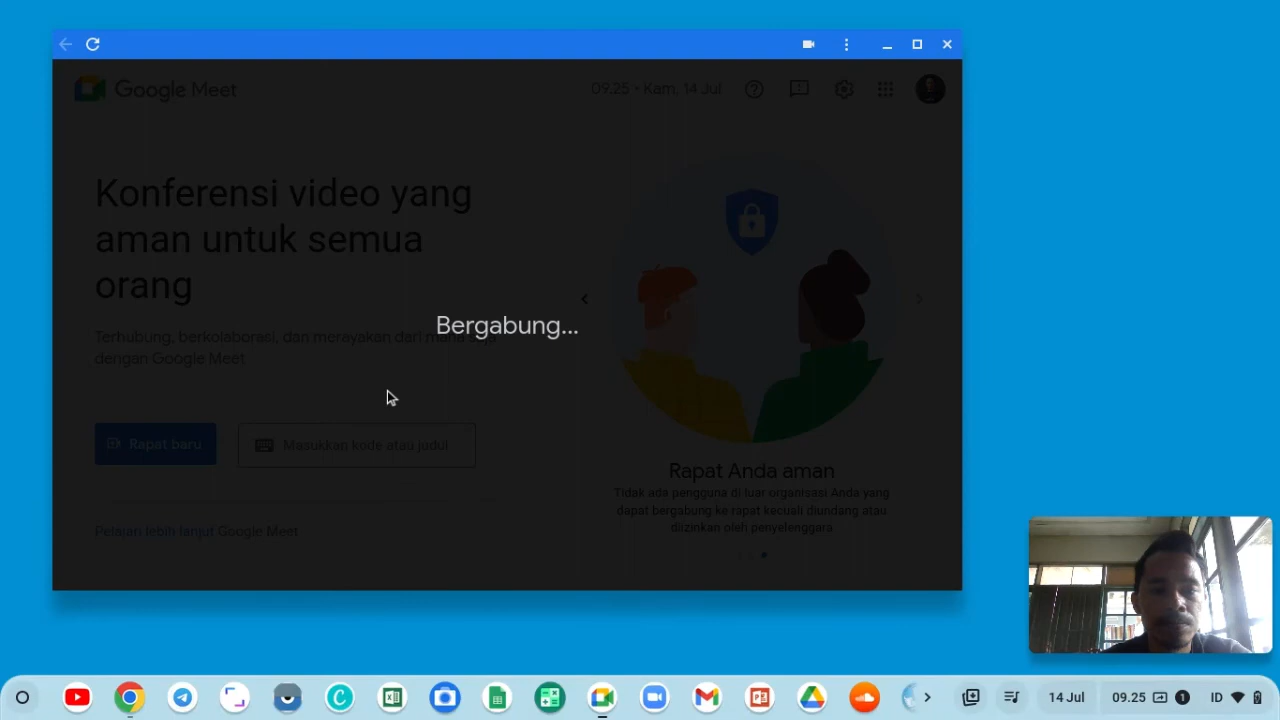 Google Meet
09.25 • Kam, 14 Jul
Konferensi video yang
aman untuk semua
orang
Terhubung, berkolaborasi, dan merayakan dari mana saja
dengan Google Meet
Bergabung...
Rapat baru
Masukkan kode atau judul
Pelajari lebih lanjut Google Meet
Rapat Anda aman
Tidak ada pengguna di luar organisasi Anda yang
dapat bergabung ke rapat kecuali diundang atau
diizinkan oleh penyelenggara
14 Jul
09.25
1
ID